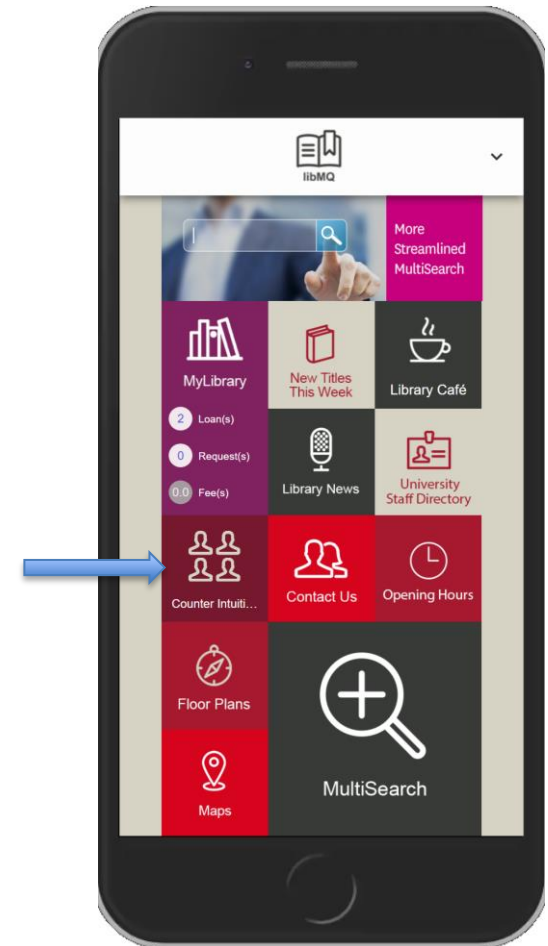 libMQ
More
Streamlined
MultiSearch
MyLibrary
2 Loan(s)
0 Request(s)
0.0 Fee(s)
New Titles
This Week
Library Café
Library News
University
Staff Directory
Counter Intuiti...
Contact Us
Opening Hours
Floor Plans
Maps
MultiSearch